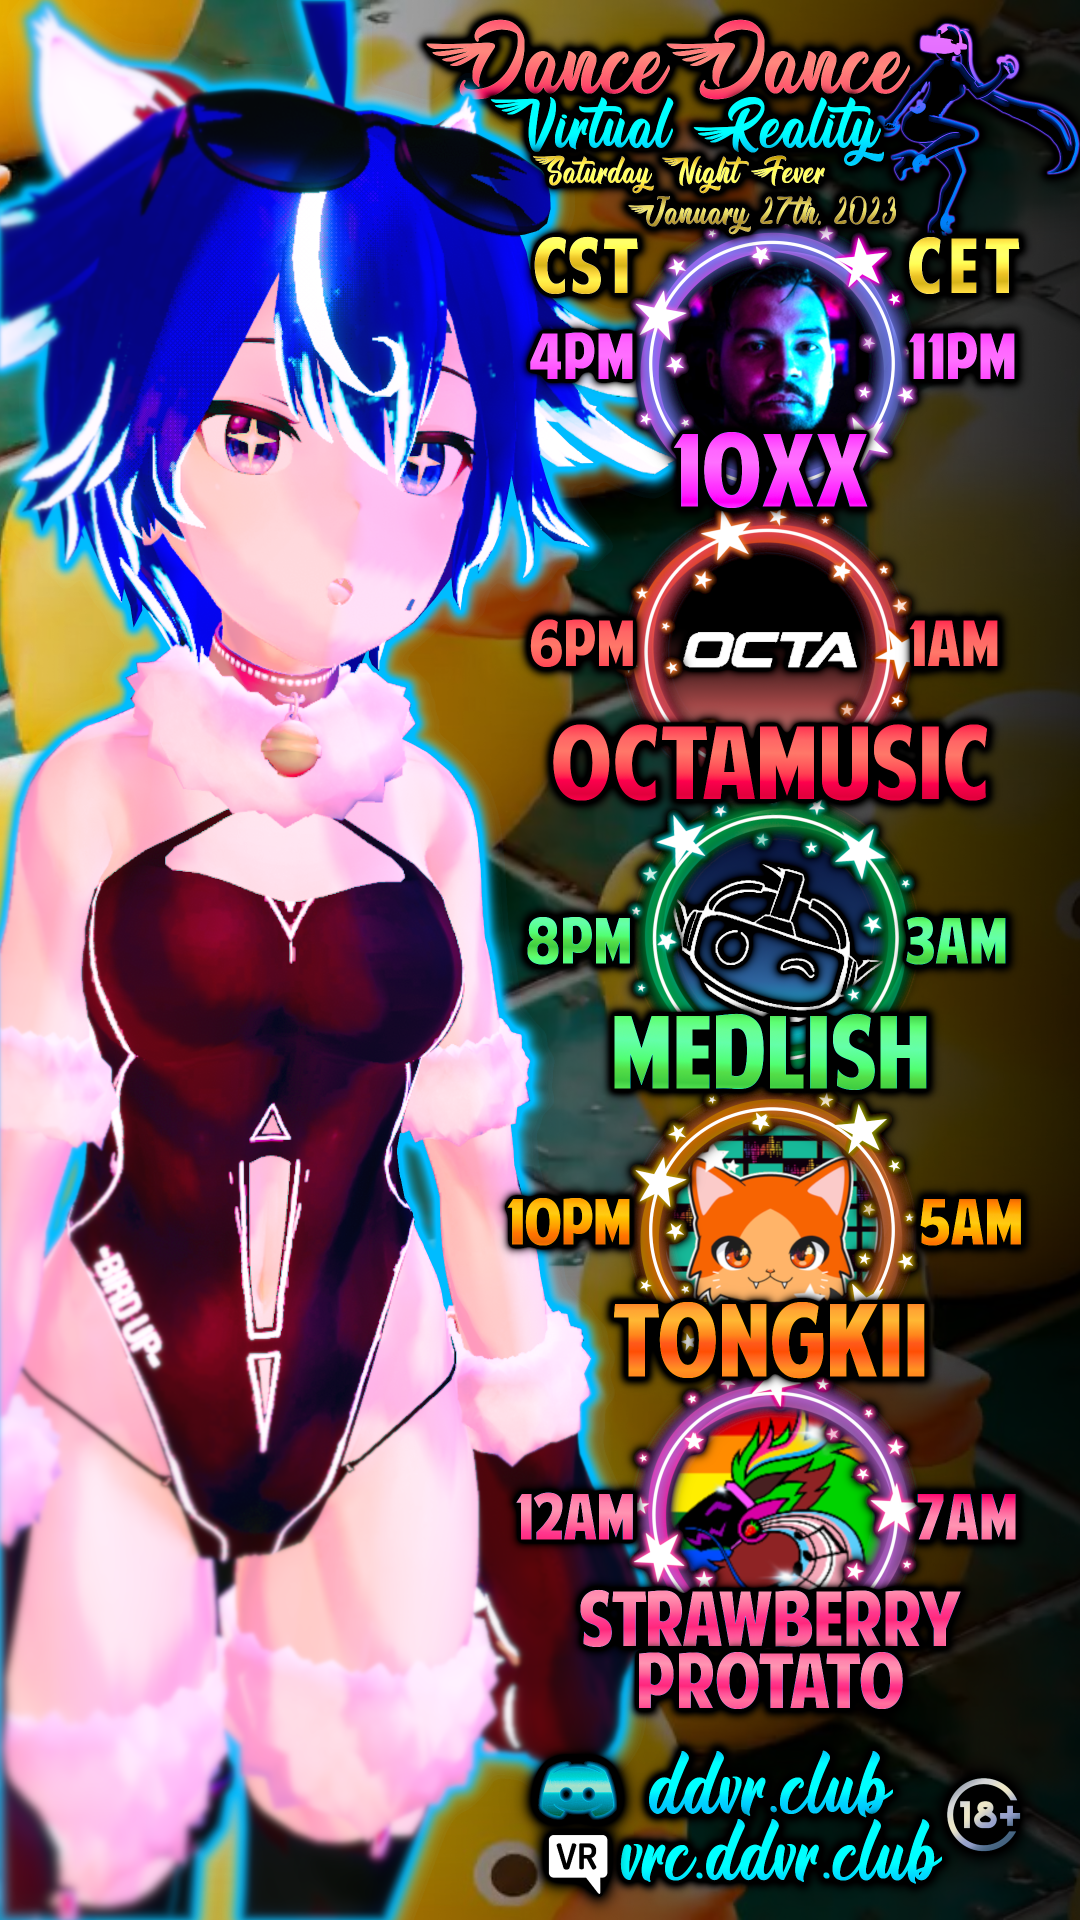 Dance Dance
Virtual Reality
Saturday Night Fever
January 27th, 2023
CST CET
4PM 11PM
10XX
OCTA
6PM 1AM
OCTAMUSIC
8PM 3AM
MEDLISH
10PM 5AM
TONGKII
-BIRD UP-
12AM 7AM
STRAWBERRY
PROTATO
ddvr.club
18+
VR vrc.ddvr.club